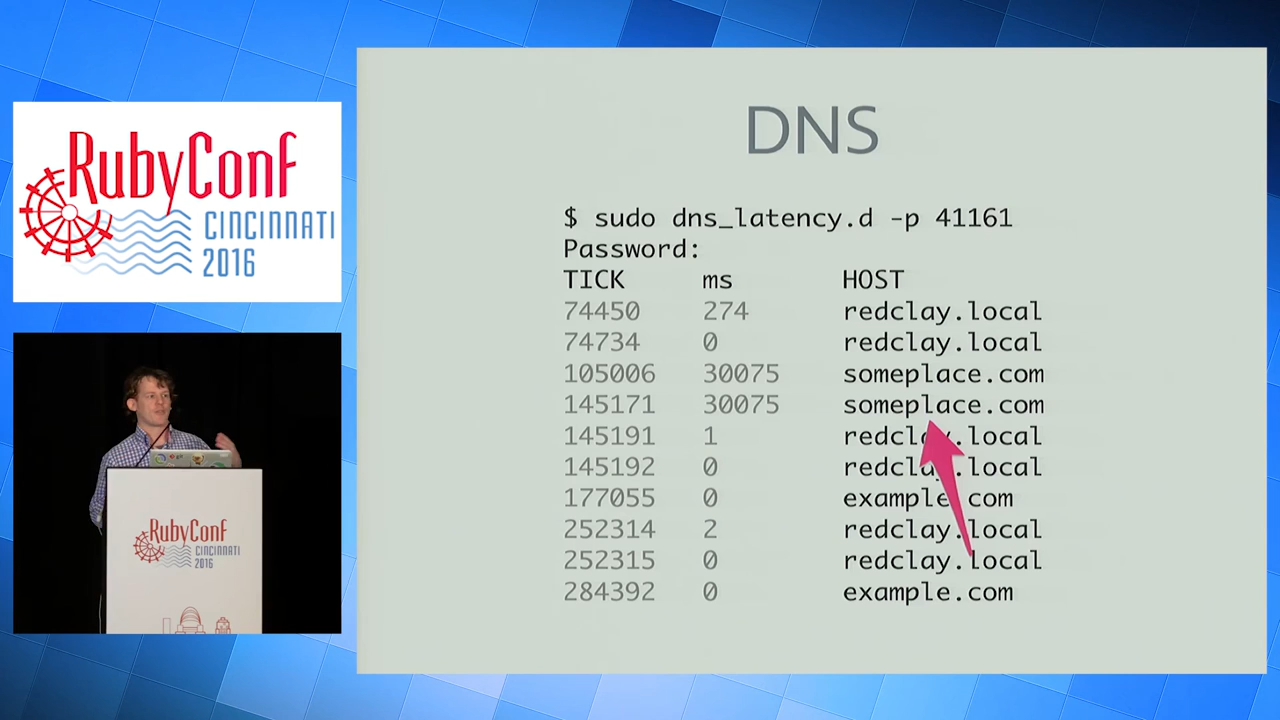 RubyConf
CINCINNATI
2016
DNS
$ sudo dns_latency.d -p 41161
Password:
TICK ms HOST
74450 274 redclay.local
74734 0 redclay.local
105006 30075 someplace.com
145171 30075 someplace.com
145191 1 redclay.local
145192 0 redclay.local
177055 0 example.com
252314 2 redclay.local
252315 0 redclay.local
284392 0 example.com
RubyConf
CINCINNATI
2016